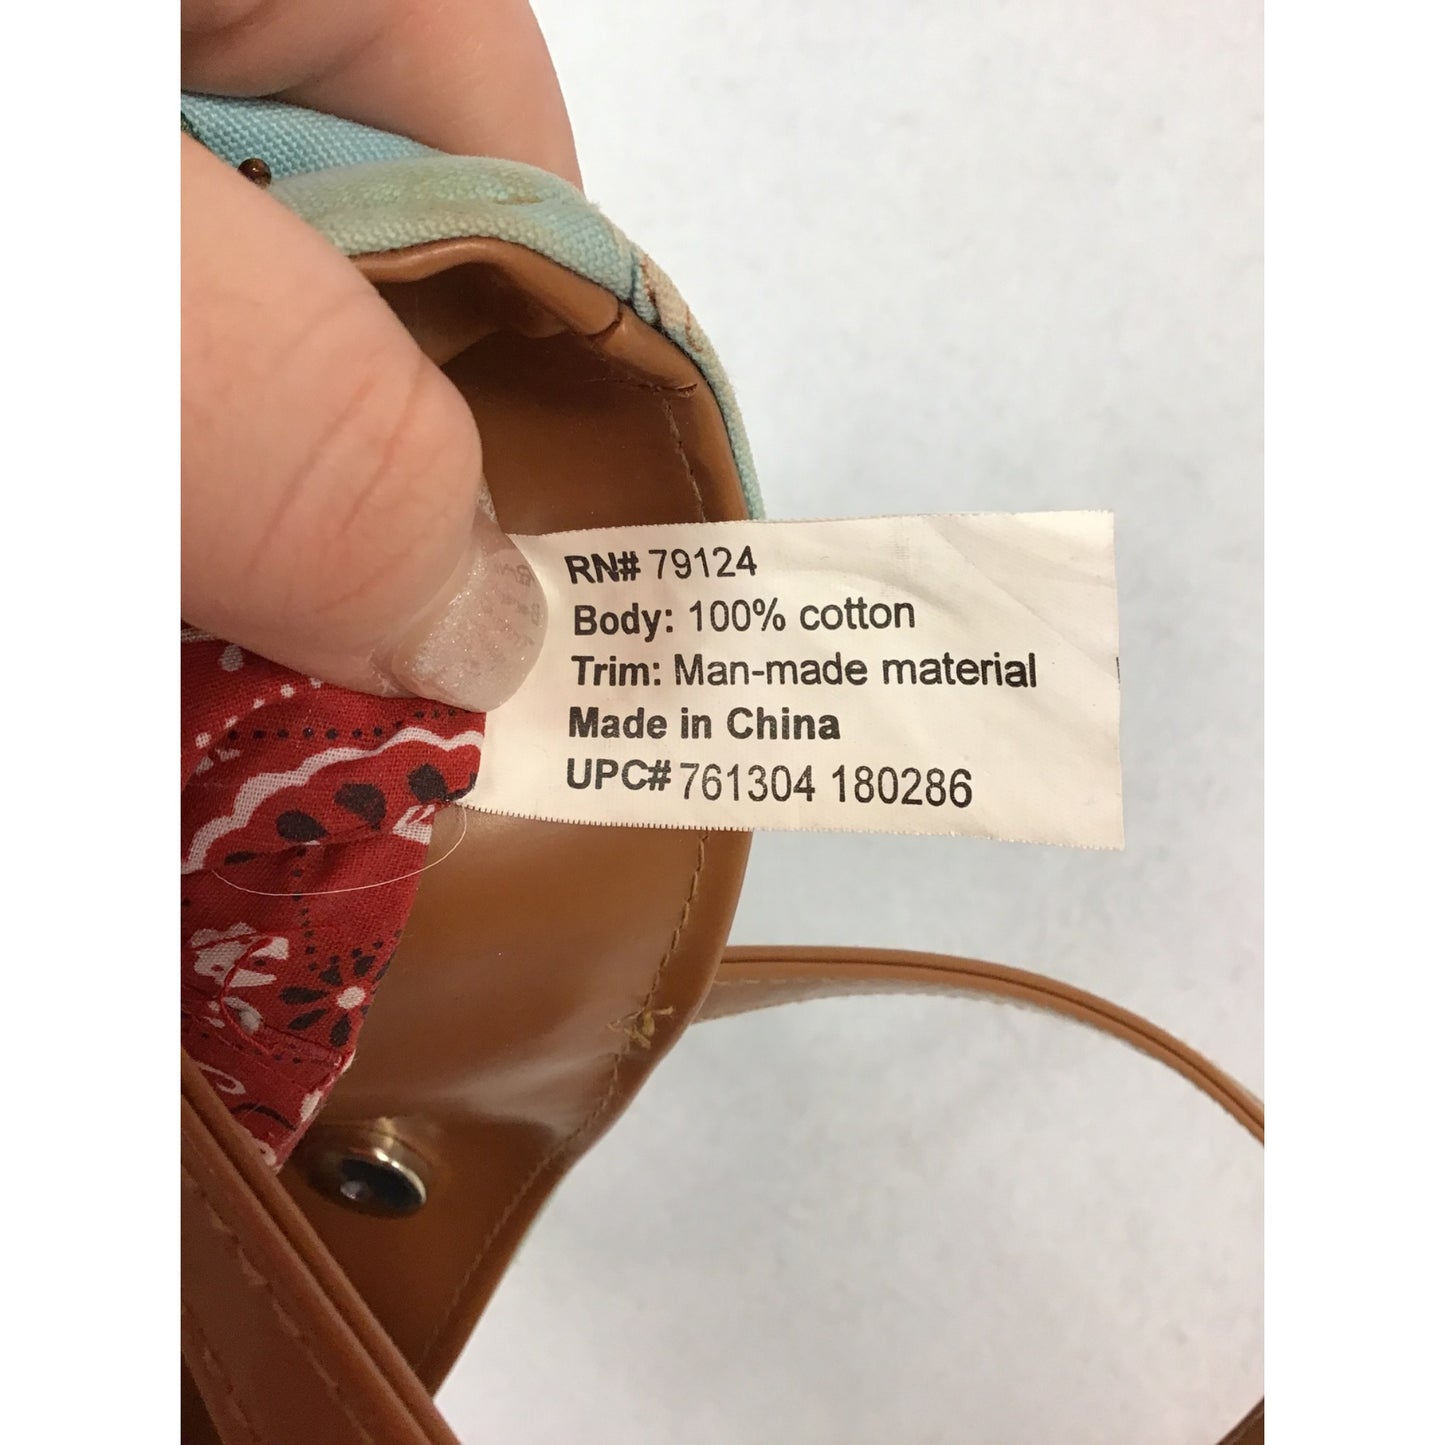 RN# 79124
Body: 100% cotton
Trim: Man-made material
Made in China
UPC# 761304 180286